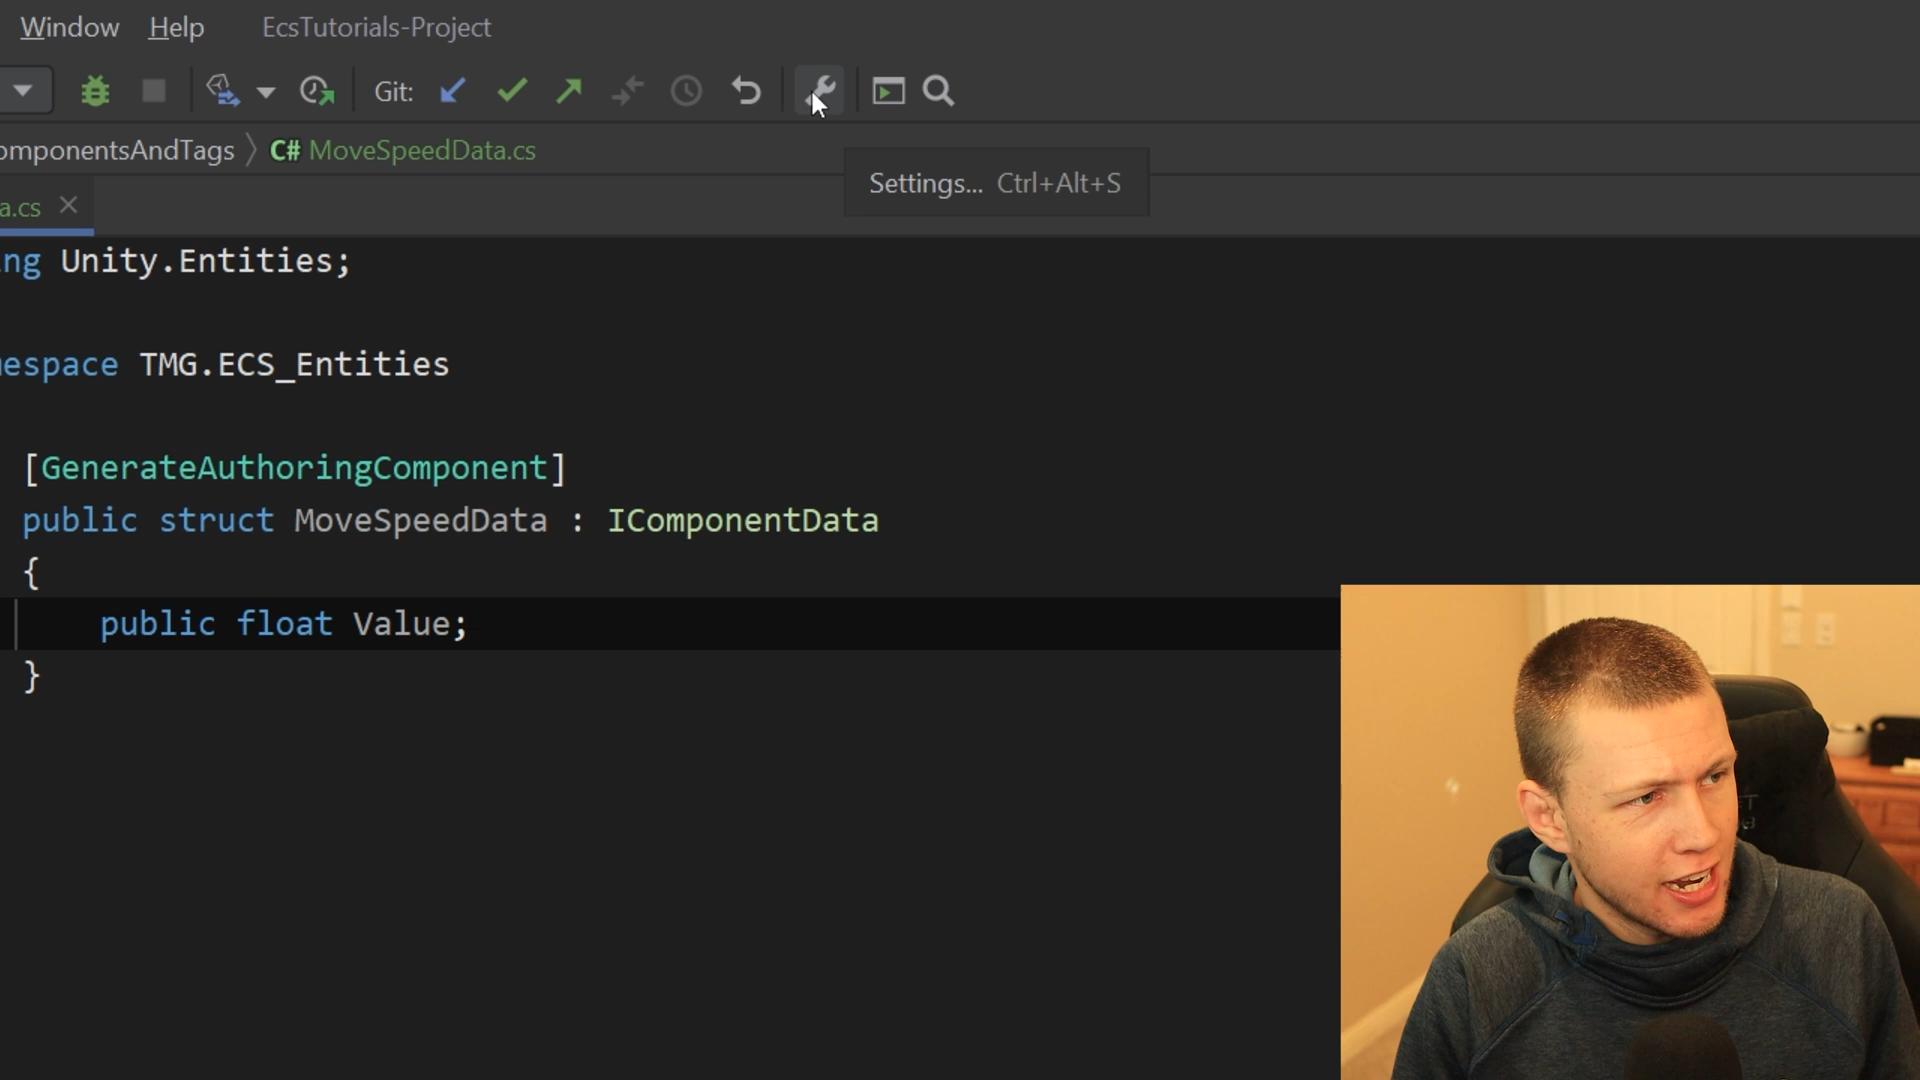 Window Help EcsTutorials-Project
Git:
omponentsAndTags C# MoveSpeedData.cs
Settings... Ctrl+Alt+S
a.cs
ng Unity.Entities;
espace TMG.ECS_Entities
[GenerateAuthoringComponent]
public struct MoveSpeedData : IComponentData
{
public float Value;
}